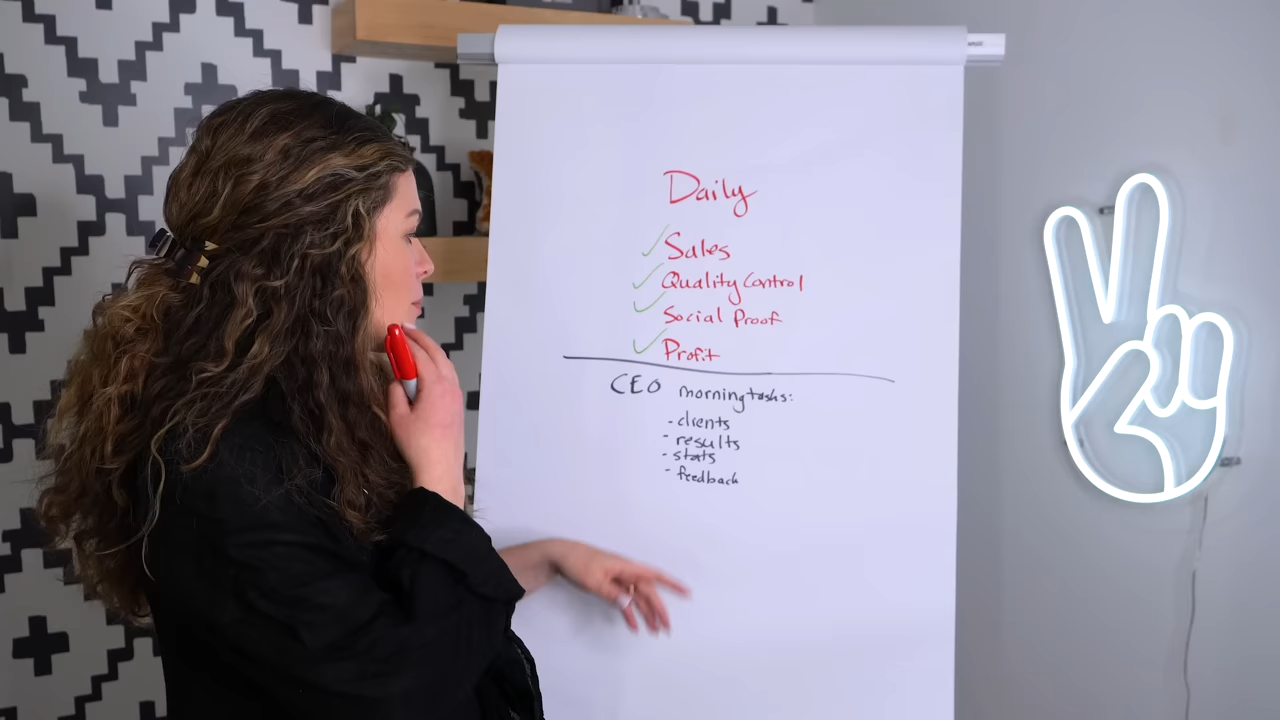 Daily
✓ Sales
✓ Quality Control
✓ Social Proof
✓ Profit
CEO morning tasks:
- clients
- results
- stats
- feedback